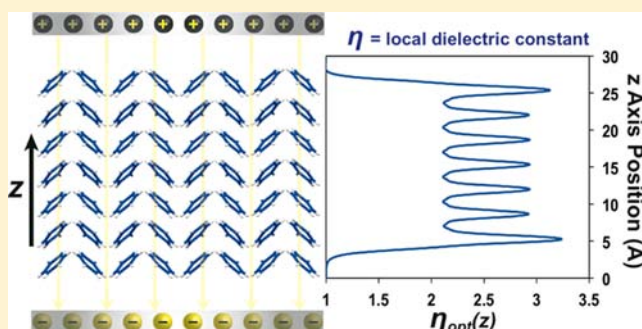 + + + + + + + + + +
η = local dielectric constant
z
30
25
20
15
10
5
0
z Axis Position (A)
1 1.5 2 2.5 3 3.5
ηopt(z)
− − − − − − − − − −